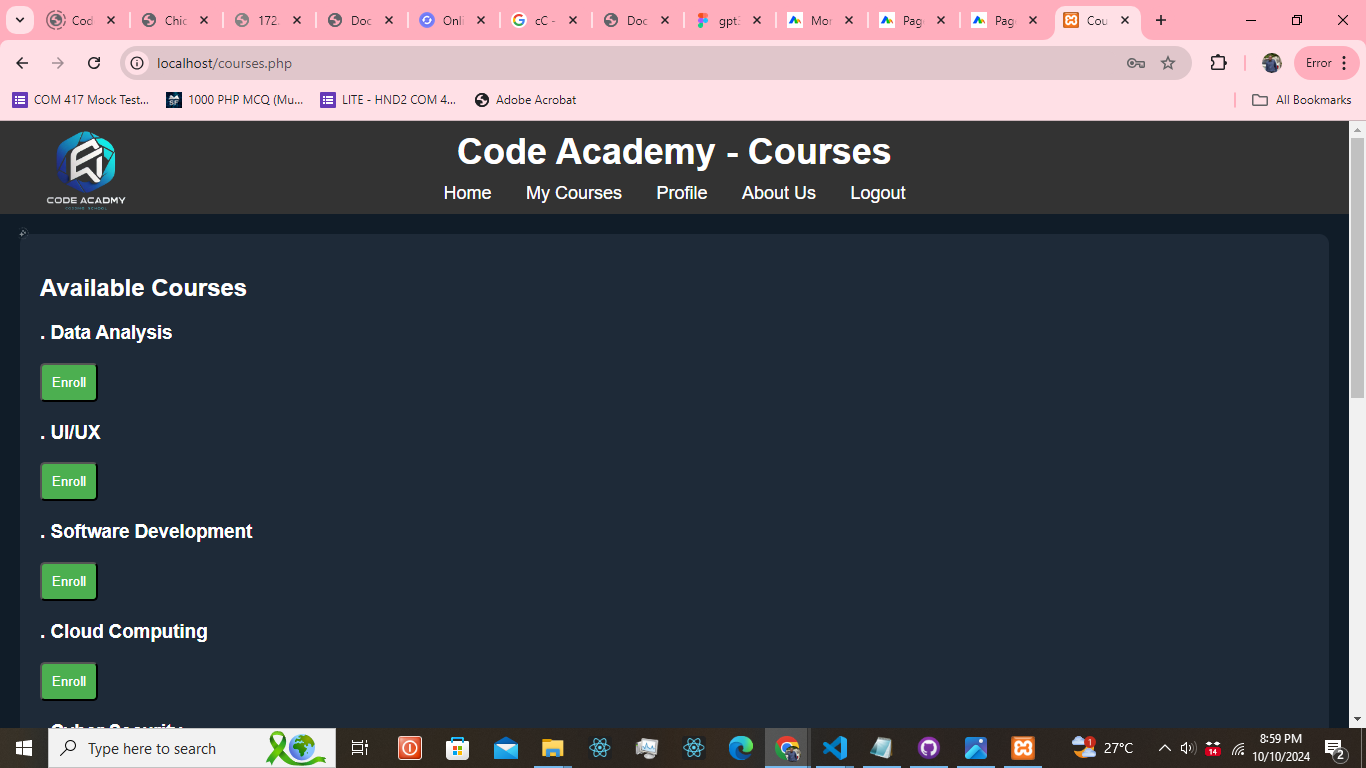 Cod
Chic
172.
Doc
Onli
cC -
Doc
gpt:
Mor
Pag
Pag
Cou
localhost/courses.php
Error
COM 417 Mock Test...
1000 PHP MCQ (Mu...
LITE - HND2 COM 4...
Adobe Acrobat
All Bookmarks
CODE ACADMY
Code Academy - Courses
Home My Courses Profile About Us Logout
Available Courses
. Data Analysis
Enroll
. UI/UX
Enroll
. Software Development
Enroll
. Cloud Computing
Enroll
. Cyber Security
Type here to search
27°C
14
8:59 PM
10/10/2024
2